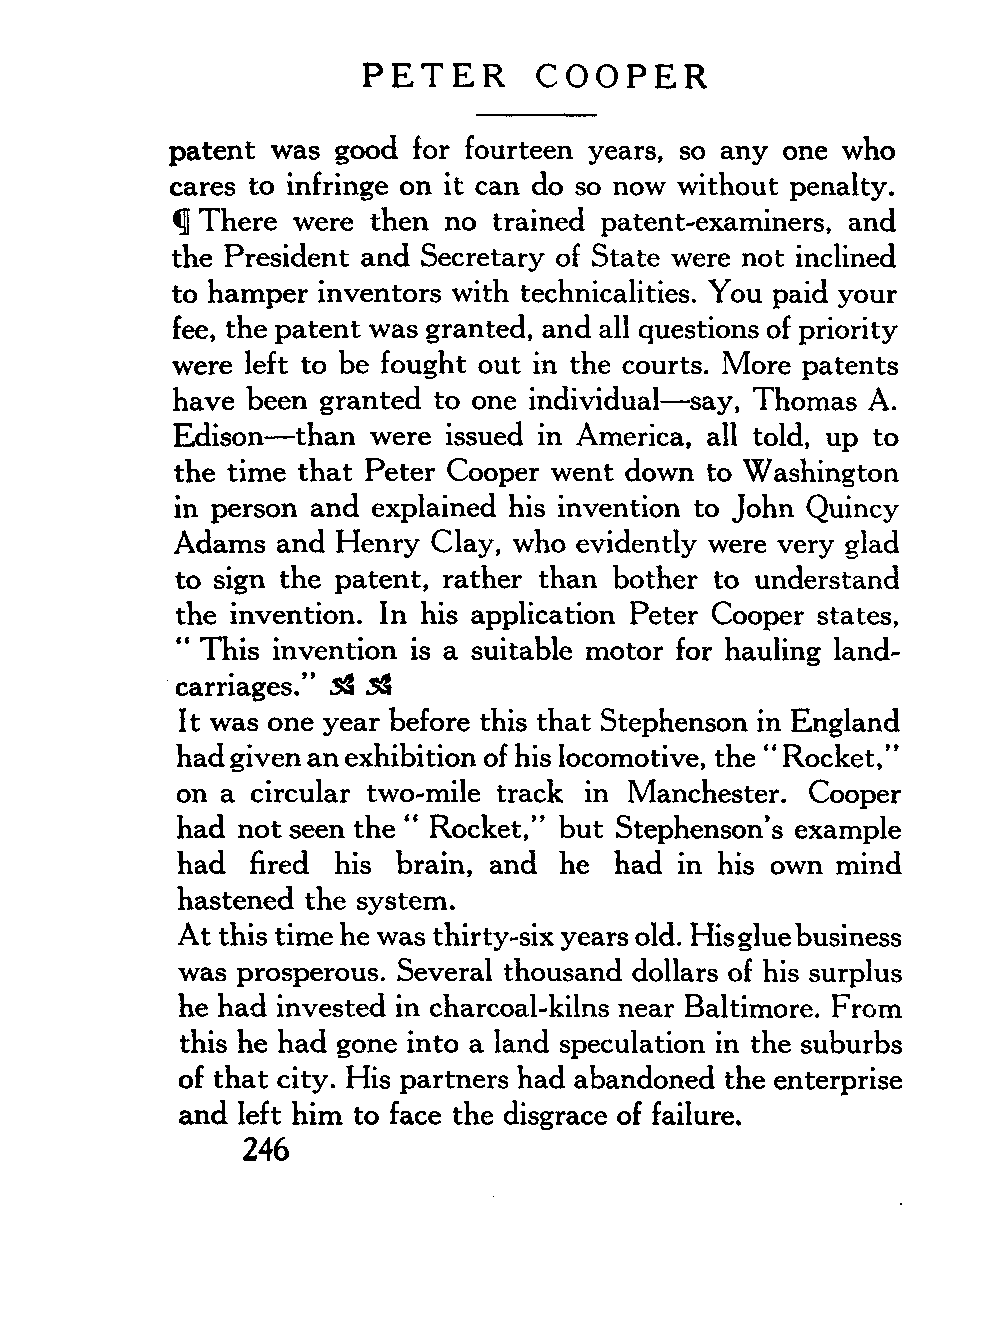 PETER COOPER
patent was good for fourteen years, so any one who
cares to infringe on it can do so now without penalty.
¶ There were then no trained patent-examiners, and
the President and Secretary of State were not inclined
to hamper inventors with technicalities. You paid your
fee, the patent was granted, and all questions of priority
were left to be fought out in the courts. More patents
have been granted to one individual—say, Thomas A.
Edison—than were issued in America, all told, up to
the time that Peter Cooper went down to Washington
in person and explained his invention to John Quincy
Adams and Henry Clay, who evidently were very glad
to sign the patent, rather than bother to understand
the invention. In his application Peter Cooper states,
“ This invention is a suitable motor for hauling land-
carriages.”
It was one year before this that Stephenson in England
had given an exhibition of his locomotive, the “ Rocket,”
on a circular two-mile track in Manchester. Cooper
had not seen the “ Rocket,” but Stephenson's example
had fired his brain, and he had in his own mind
hastened the system.
At this time he was thirty-six years old. His glue business
was prosperous. Several thousand dollars of his surplus
he had invested in charcoal-kilns near Baltimore. From
this he had gone into a land speculation in the suburbs
of that city. His partners had abandoned the enterprise
and left him to face the disgrace of failure.
246